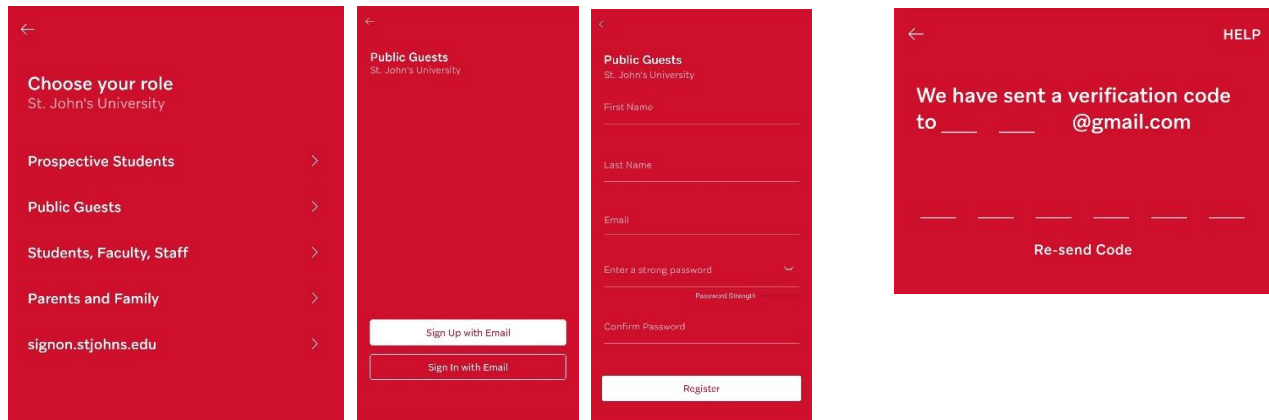 Choose your role
St. John's University
Prospective Students
Public Guests
Students, Faculty, Staff
Parents and Family
signon.stjohns.edu
Public Guests
St. John's University
Sign Up with Email
Sign In with Email
Public Guests
St. John's University
First Name
Last Name
Email
Enter a strong password
Password Strength
Confirm Password
Register
HELP
We have sent a verification code
to ___ ___ @gmail.com
Re-send Code